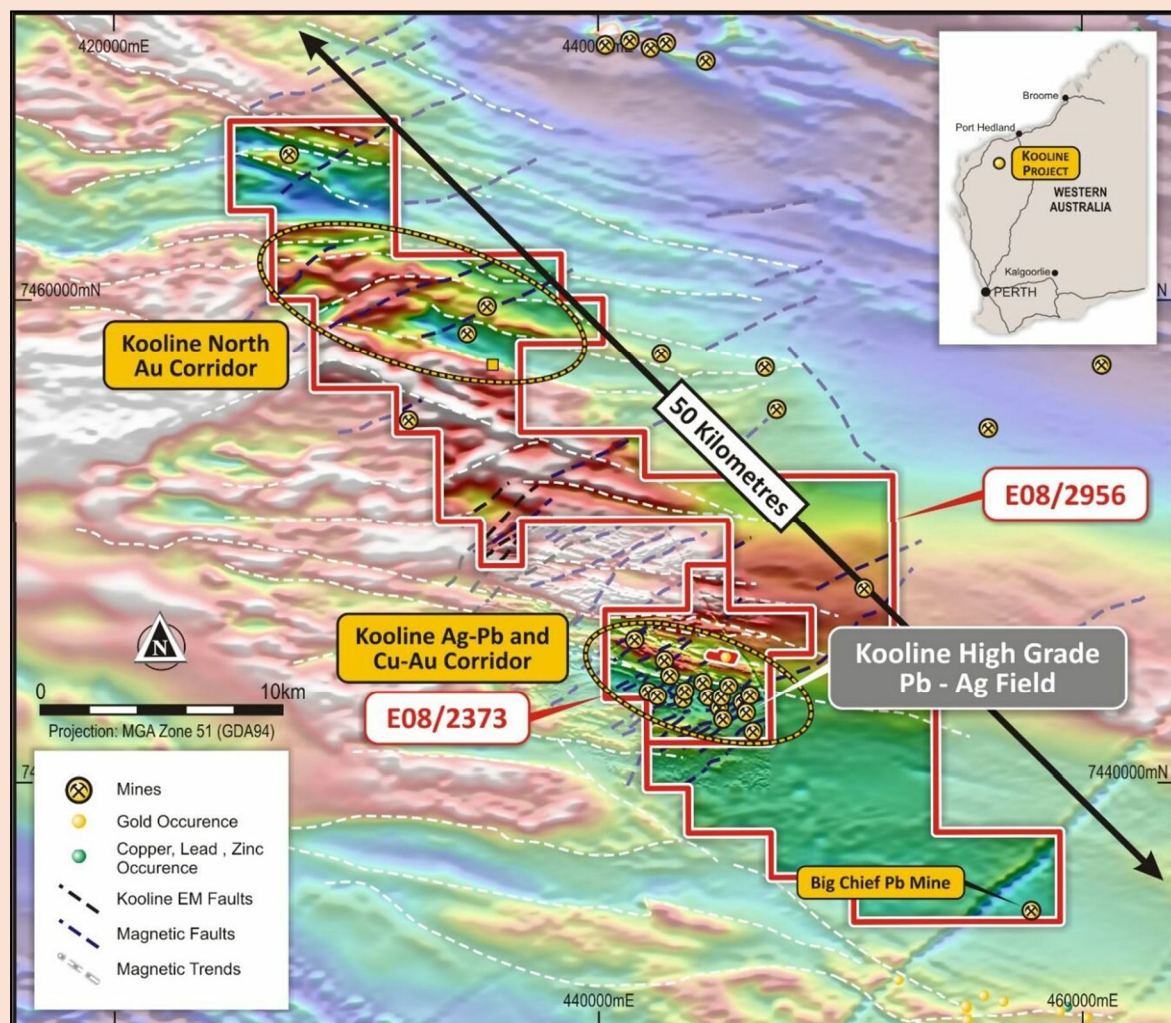 420000mE
4400
mE
Broome
Port Hedland
KOOLINE
PROJECT
WESTERN
AUSTRALIA
Kalgoorlie
PERTH
7460000mN
N
Kooline North
Au Corridor
50 Kilometres
E08/2956
N
Kooline Ag-Pb and
Cu-Au Corridor
Kooline High Grade
Pb - Ag Field
E08/2373
0
10km
Projection: MGA Zone 51 (GDA94)
74
7440000mN
Mines
Gold Occurence
Copper, Lead , Zinc
Occurence
Kooline EM Faults
Magnetic Faults
Magnetic Trends
Big Chief Pb Mine
440000mE
460000mE